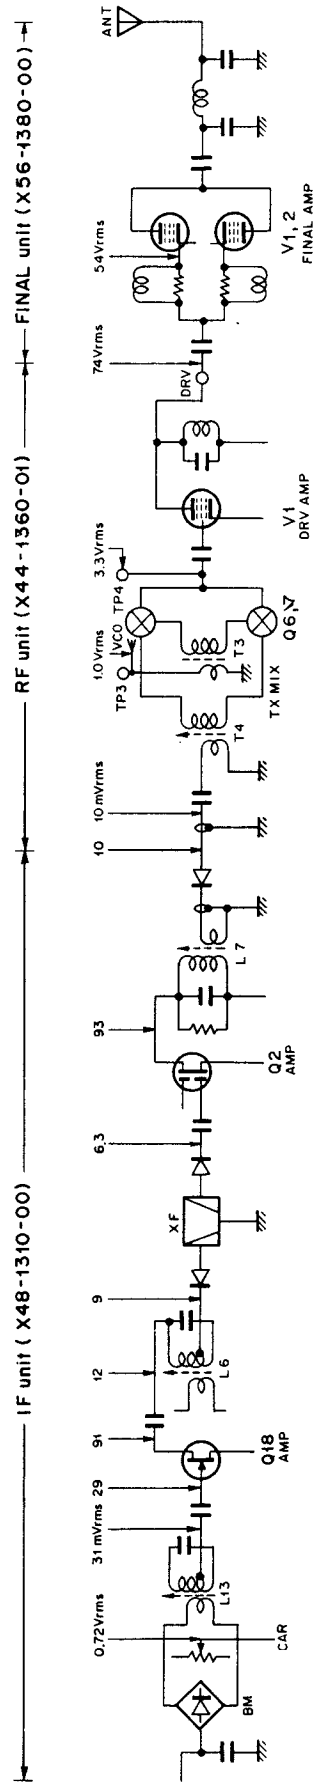 IF unit (X48-1310-00)
RF unit (X44-1360-01)
FINAL unit (X56-1380-00)
0.72Vrms
31mVrms
29
91
12
9
6.3
93
10
10mVrms
1.0Vrms
VCO
TP3
TP4
3.3Vrms
74Vrms
54Vrms
ANT
BM
CAR
L13
Q18
AMP
L6
XF
Q2
AMP
L7
T4
T3
TX MIX
Q6,7
V1
DRV AMP
DRV
V1,2
FINAL AMP